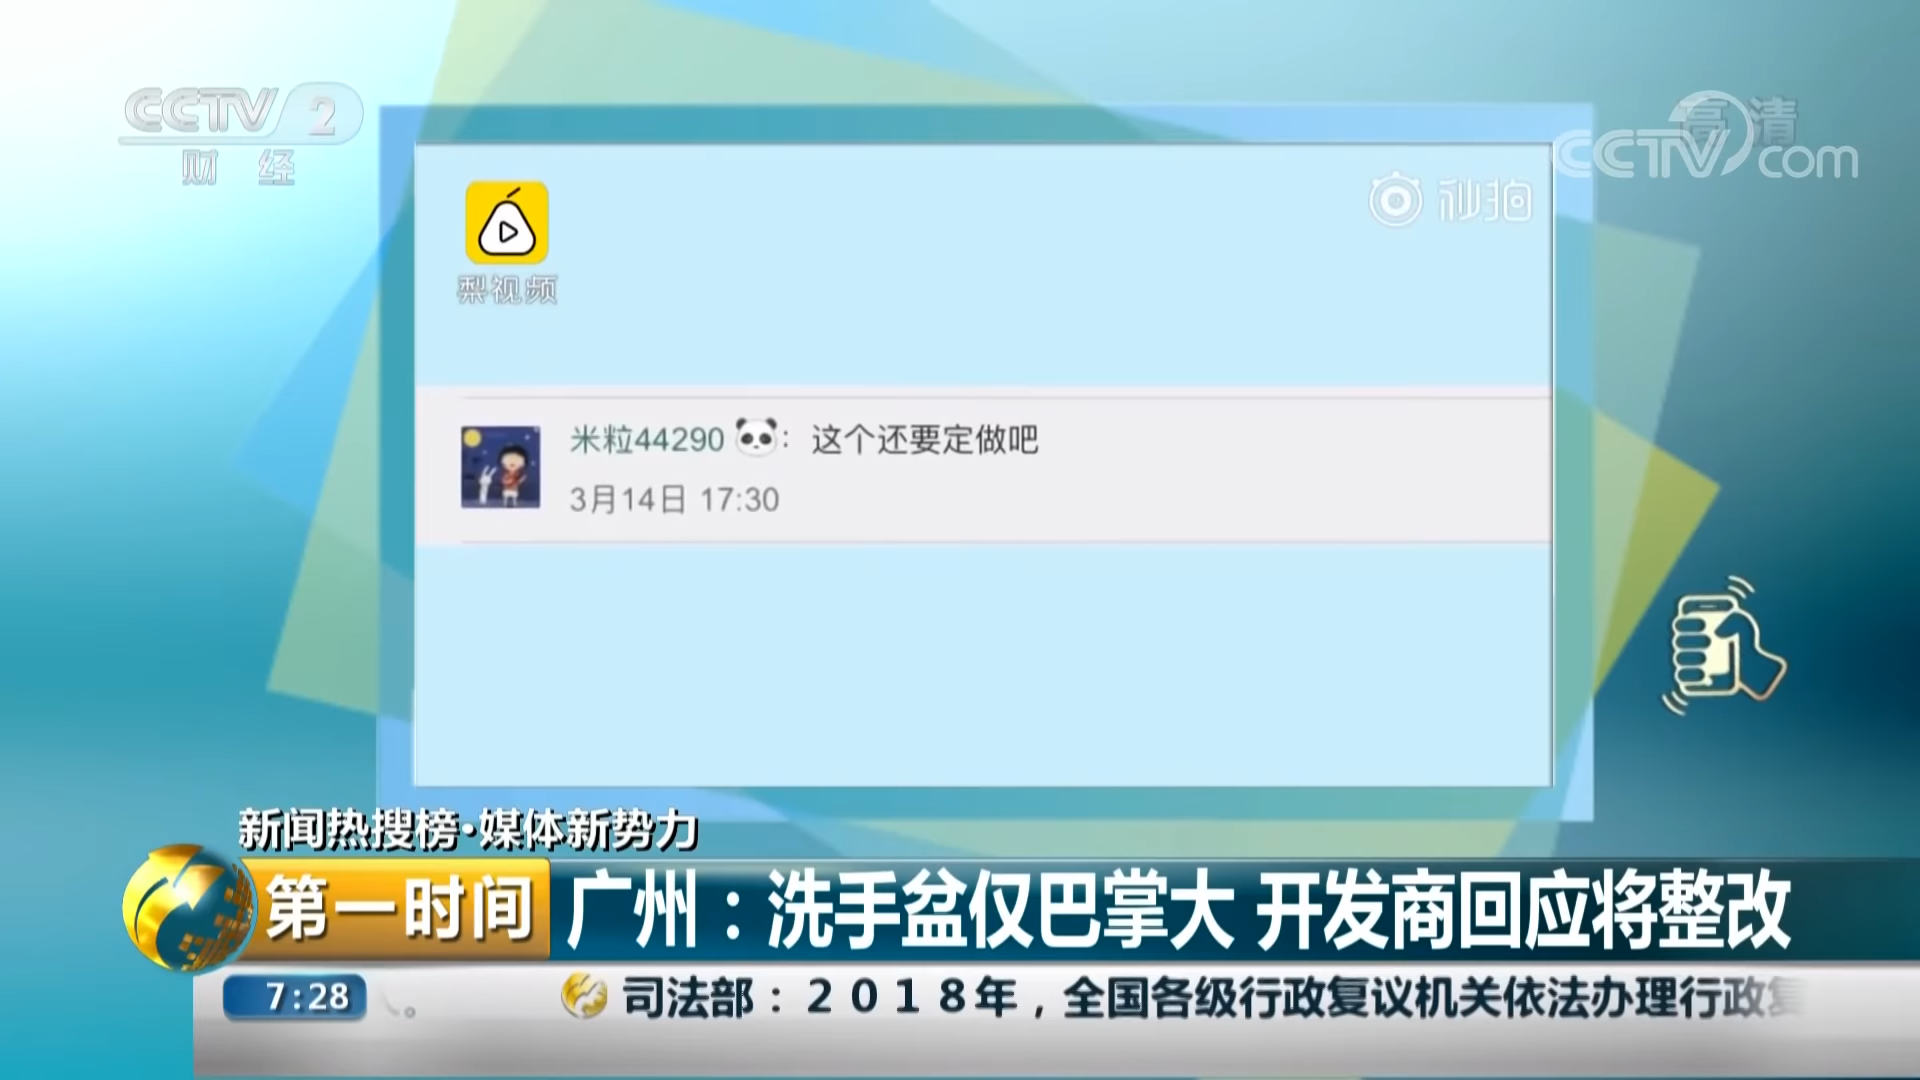 CCTV 2
财 经
高清
CCTV.com
梨视频
秒拍
米粒44290🐼：这个还要定做吧
3月14日 17:30
新闻热搜榜·媒体新势力
第一时间
广州：洗手盆仅巴掌大 开发商回应将整改
7:28
。
司法部：２０１８年，全国各级行政复议机关依法办理行政复